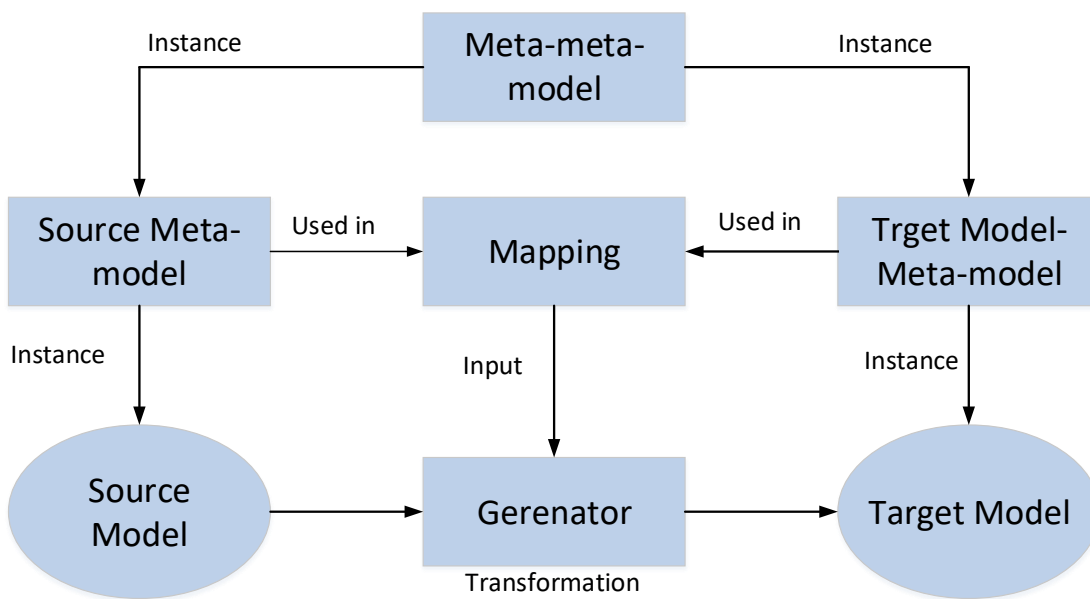 Instance
Meta-meta-
model
Instance
Source Meta-
model
Used in
Mapping
Used in
Trget Model-
Meta-model
Instance
Input
Instance
Source
Model
Gerenator
Target Model
Transformation